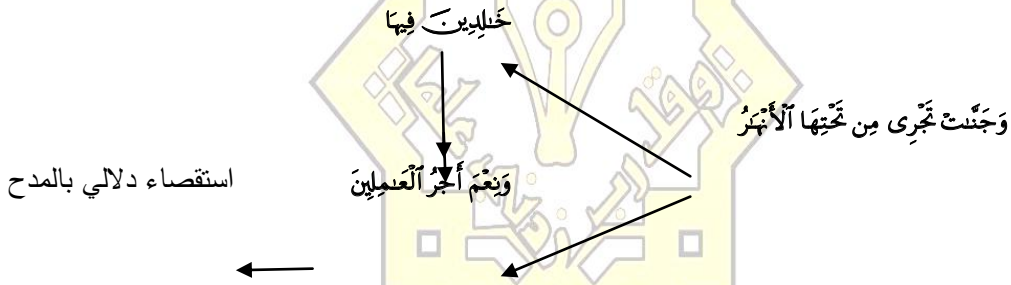 خَـٰلِدِينَ فِيهَا
وَجَنَّـٰتٌ تَجْرِى مِن تَحْتِهَا ٱلْأَنْهَـٰرُ
وَنِعْمَ أَجْرُ ٱلْعَـٰمِلِينَ
استقصاء دلالي بالمدح